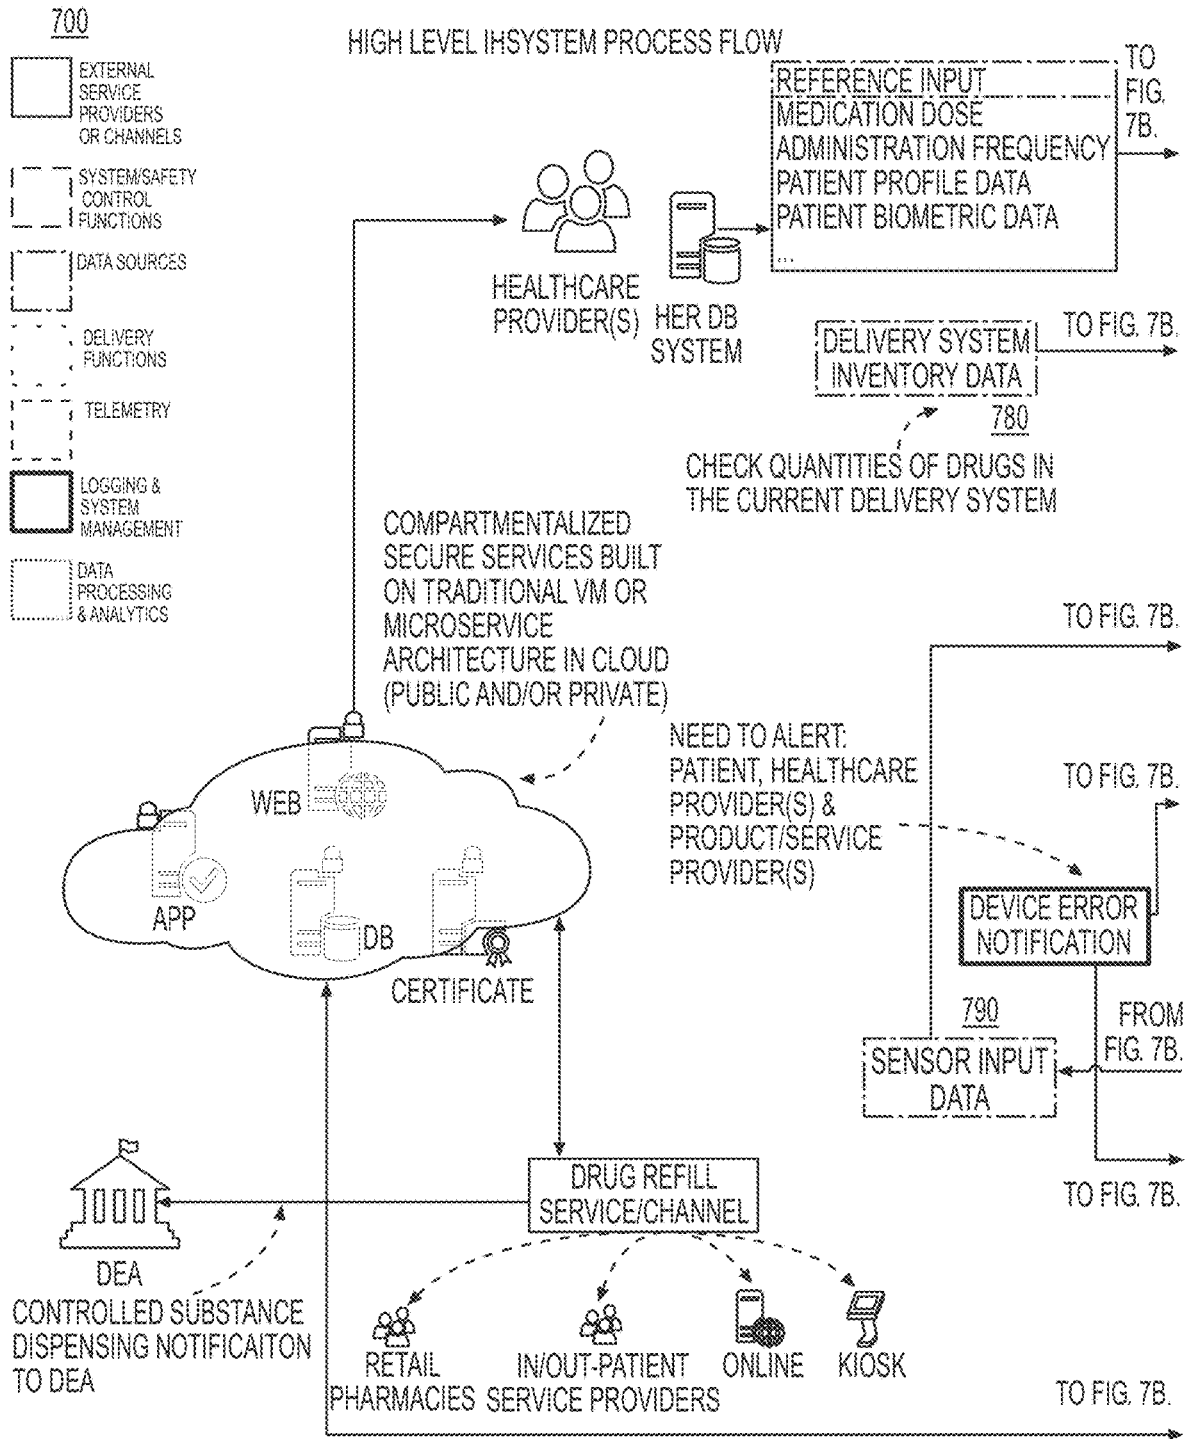 700
EXTERNAL
SERVICE
PROVIDERS
OR CHANNELS
SYSTEM/SAFETY
CONTROL
FUNCTIONS
DATA SOURCES
DELIVERY
FUNCTIONS
TELEMETRY
LOGGING &
SYSTEM
MANAGEMENT
DATA
PROCESSING
& ANALYTICS
HIGH LEVEL IHSYSTEM PROCESS FLOW
REFERENCE INPUT
MEDICATION DOSE
ADMINISTRATION FREQUENCY
PATIENT PROFILE DATA
PATIENT BIOMETRIC DATA
...
TO
FIG.
7B.
HEALTHCARE
PROVIDER(S)
HER DB
SYSTEM
DELIVERY SYSTEM
INVENTORY DATA
TO FIG. 7B.
780
CHECK QUANTITIES OF DRUGS IN
THE CURRENT DELIVERY SYSTEM
COMPARTMENTALIZED
SECURE SERVICES BUILT
ON TRADITIONAL VM OR
MICROSERVICE
ARCHITECTURE IN CLOUD
(PUBLIC AND/OR PRIVATE)
TO FIG. 7B.
NEED TO ALERT:
PATIENT, HEALTHCARE
PROVIDER(S) &
PRODUCT/SERVICE
PROVIDER(S)
TO FIG. 7B.
WEB
APP
DB
CERTIFICATE
DEVICE ERROR
NOTIFICATION
790
FROM
FIG. 7B.
SENSOR INPUT
DATA
TO FIG. 7B.
DRUG REFILL
SERVICE/CHANNEL
DEA
CONTROLLED SUBSTANCE
DISPENSING NOTIFICAITON
TO DEA
RETAIL
PHARMACIES
IN/OUT-PATIENT
SERVICE PROVIDERS
ONLINE
KIOSK
TO FIG. 7B.